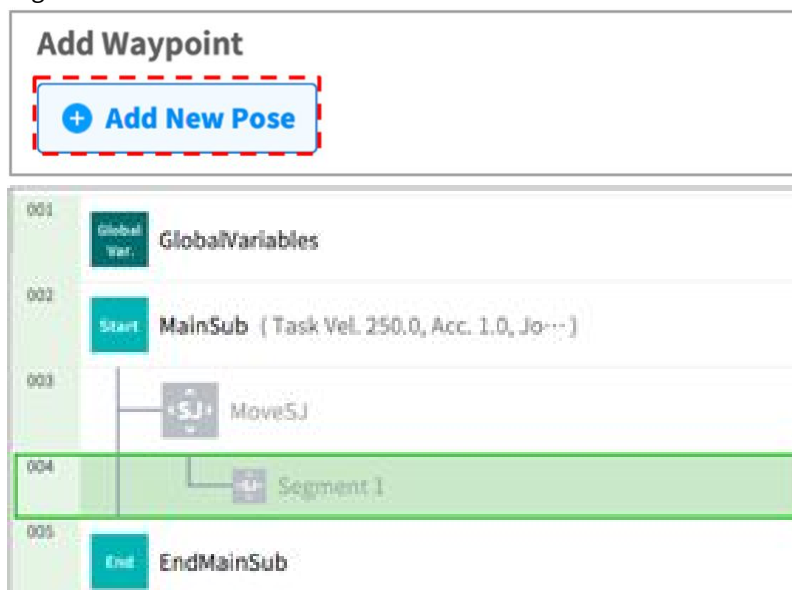 Add Waypoint
Add New Pose
001
Global
Var.
GlobalVariables
002
Start
MainSub ( Task Vel. 250.0, Acc. 1.0, Jo··· )
003
SJ
MoveSJ
004
Segment 1
005
End
EndMainSub